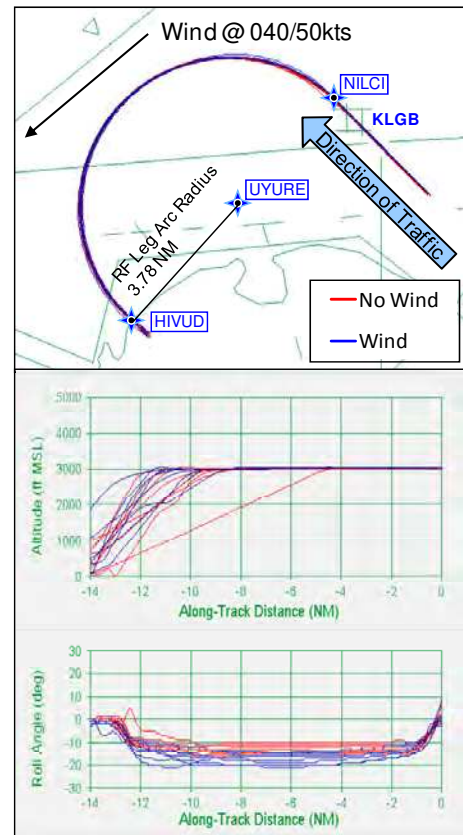 Wind @ 040/50kts
NILCI
KLGB
Direction of Traffic
UYURE
RF Leg Arc Radius
3.78 NM
HIVUD
No Wind
Wind
Altitude (ft MSL)
5000
4000
3000
2000
1000
0
-14 -12 -10 -8 -6 -4 -2 0
Along-Track Distance (NM)
Roll Angle (deg)
30
20
10
0
-10
-20
-30
-14 -12 -10 -8 -6 -4 -2 0
Along-Track Distance (NM)